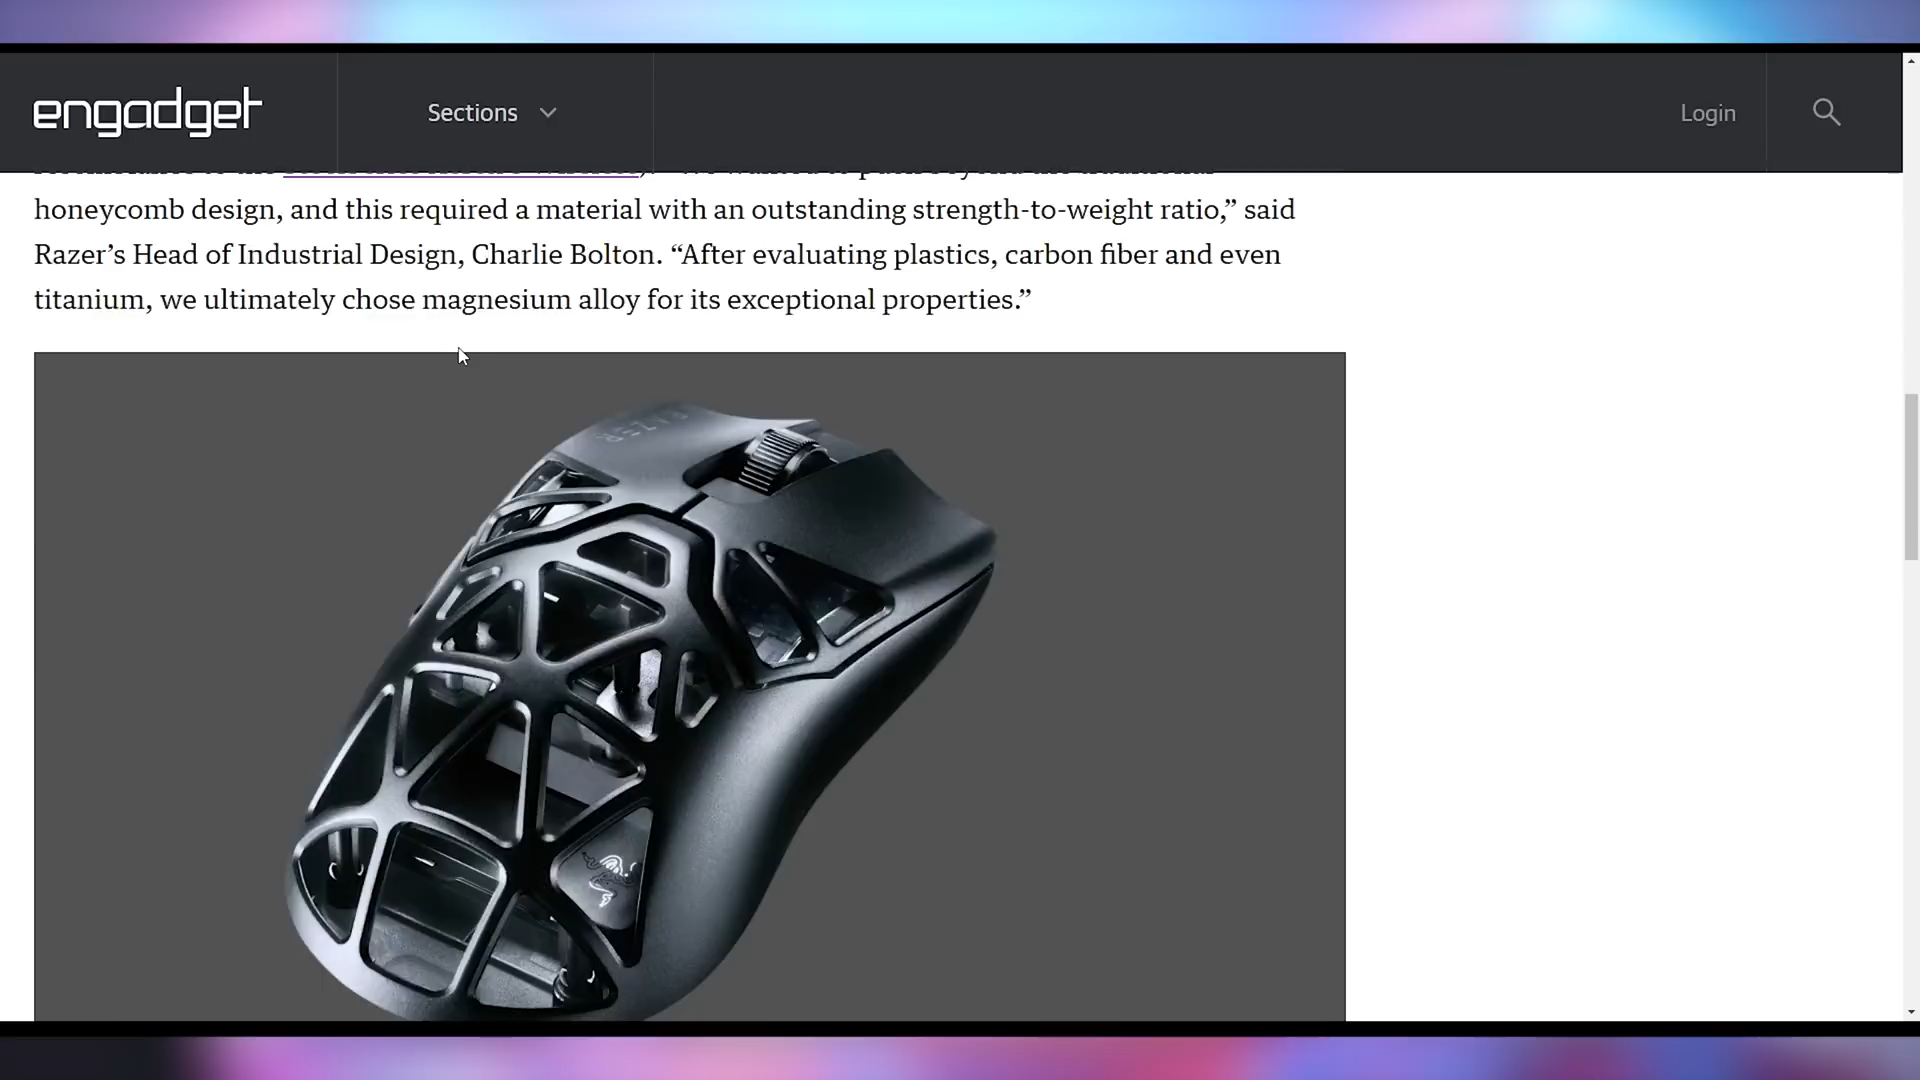 engadget
Sections
Login
honeycomb design, and this required a material with an outstanding strength-to-weight ratio,” said
Razer’s Head of Industrial Design, Charlie Bolton. “After evaluating plastics, carbon fiber and even
titanium, we ultimately chose magnesium alloy for its exceptional properties.”
RAZER